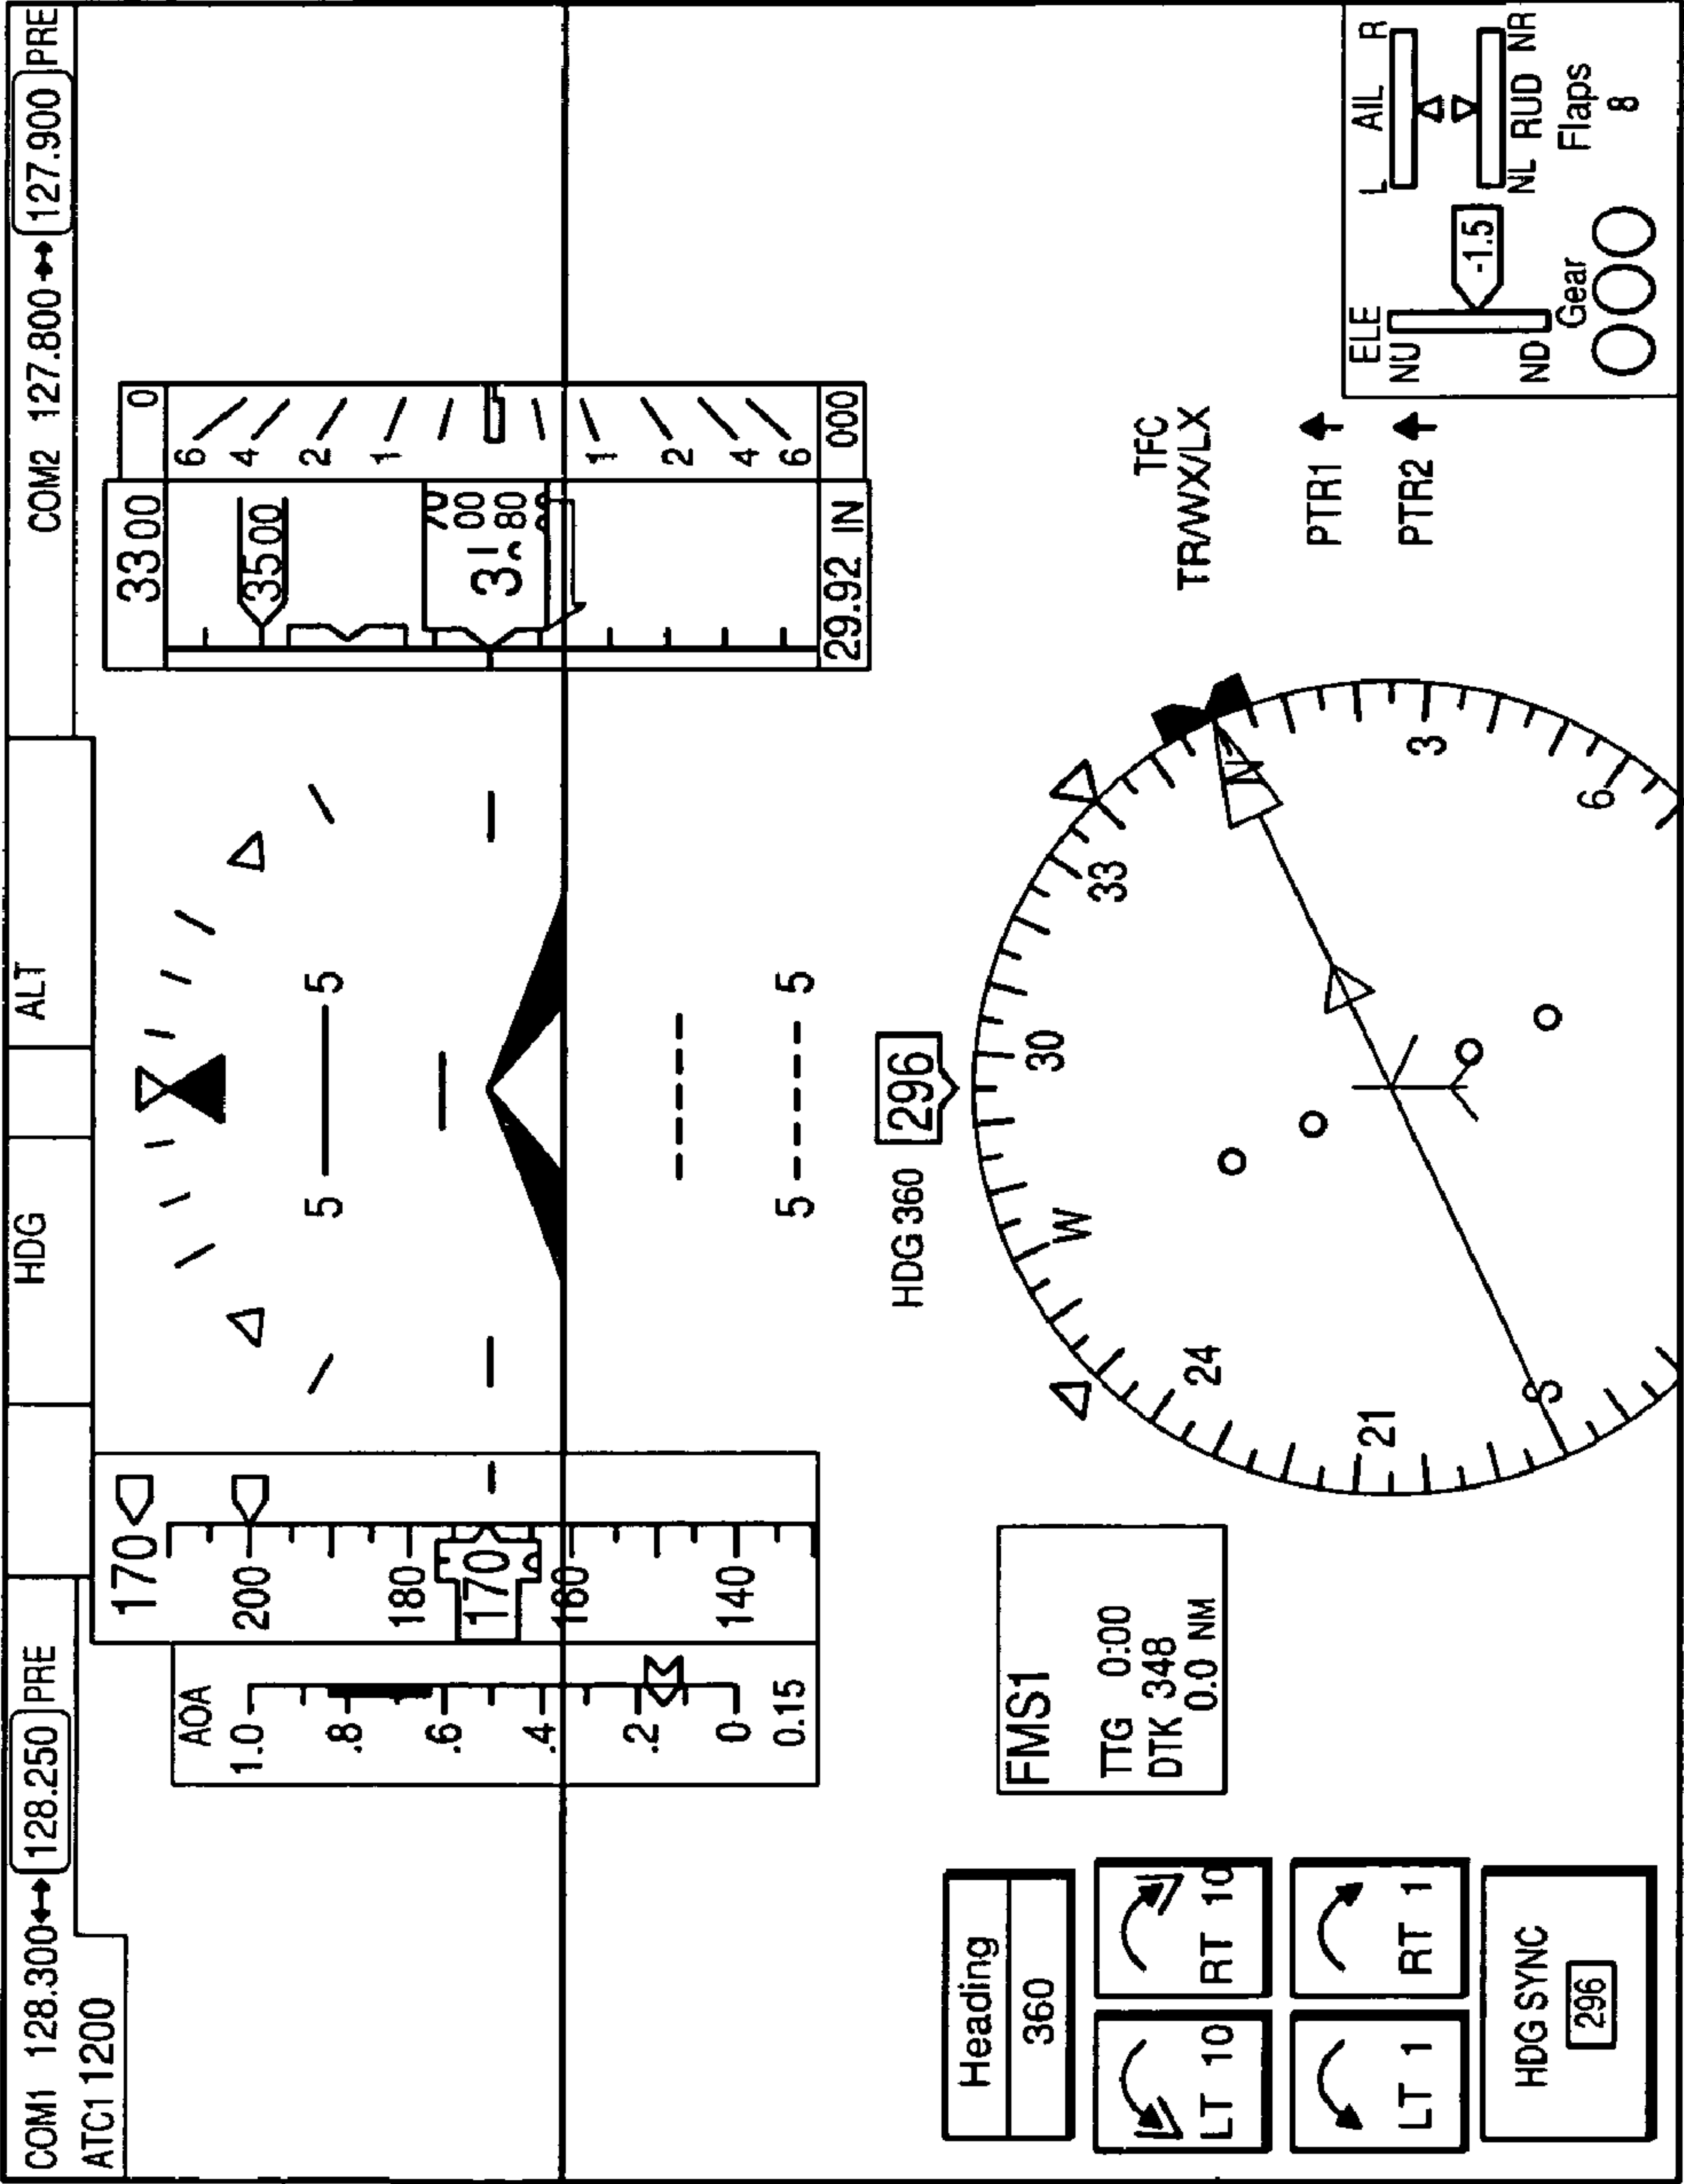 COM1 128.300 128.250 PRE
HDG
ALT
COM2 127.800 127.900 PRE
ATC1 1200
AOA
1.0
.8
.6
.4
.2
0
0.15
170
200
180
170
160
140
5 5
5 5
3300
3500
00
80
29.92 IN
0
6
4
2
1
1
2
4
6
000
HDG 360
296
FMS1
TTG 0:00
DTK 348
0.0 NM
21
24
W
30
33
N
3
6
S
TFC
TR/WX/LX
PTR1
PTR2
Heading
360
LT 10
RT 10
LT 1
RT 1
HDG SYNC
296
ELE
NU
ND
-1.5
L AIL R
NL RUD NR
Gear
Flaps
8